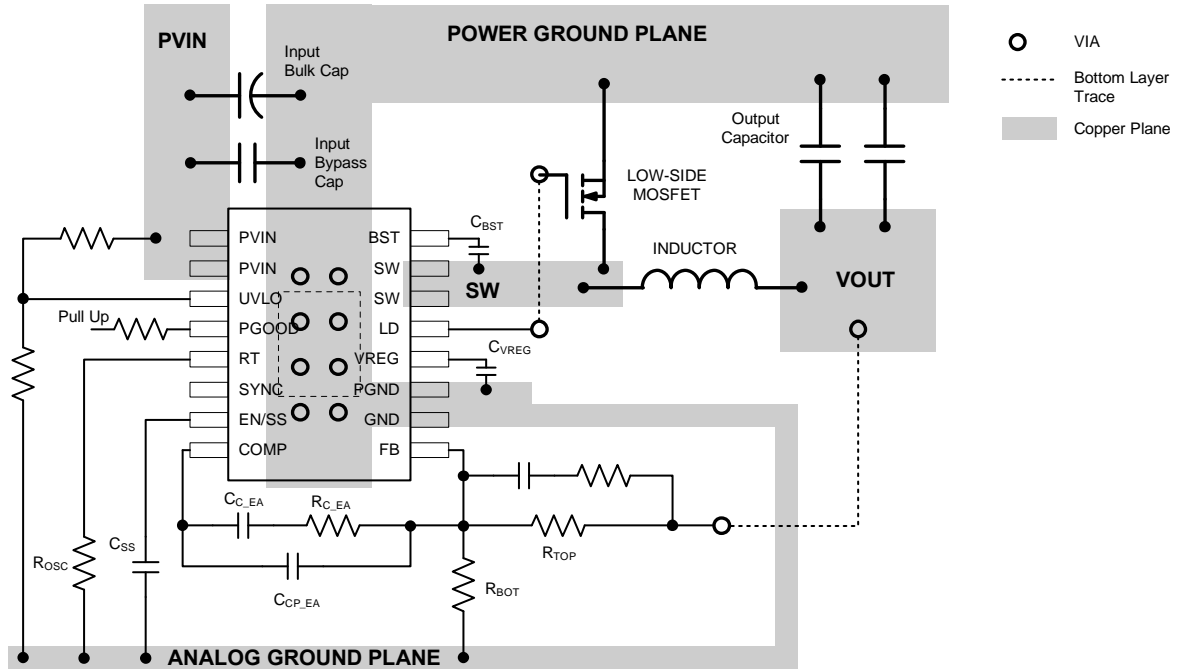 PVIN
POWER GROUND PLANE
Input
Bulk Cap
VIA
Bottom Layer
Trace
Copper Plane
Input
Bypass
Cap
Output
Capacitor
LOW-SIDE
MOSFET
INDUCTOR
VOUT
SW
CBST
CVREG
Pull Up
PVIN
PVIN
UVLO
PGOOD
RT
SYNC
EN/SS
COMP
BST
SW
SW
LD
VREG
PGND
GND
FB
CC_EA
RC_EA
CCP_EA
RTOP
RBOT
ROSC
CSS
ANALOG GROUND PLANE